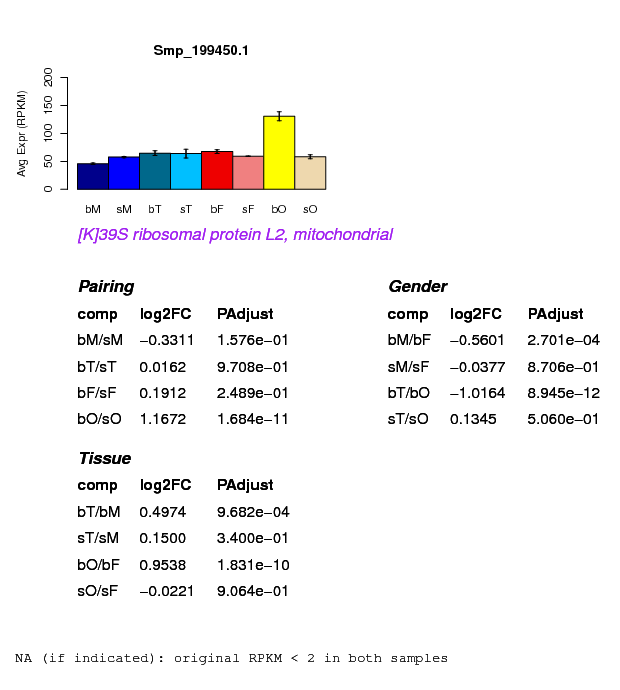 Smp_199450.1
Avg Expr (RPKM)
0 50 100 150 200
bM sM bT sT bF sF bO sO
[K]39S ribosomal protein L2, mitochondrial
Pairing
comp log2FC PAdjust
bM/sM −0.3311 1.576e−01
bT/sT 0.0162 9.708e−01
bF/sF 0.1912 2.489e−01
bO/sO 1.1672 1.684e−11
Gender
comp log2FC PAdjust
bM/bF −0.5601 2.701e−04
sM/sF −0.0377 8.706e−01
bT/bO −1.0164 8.945e−12
sT/sO 0.1345 5.060e−01
Tissue
comp log2FC PAdjust
bT/bM 0.4974 9.682e−04
sT/sM 0.1500 3.400e−01
bO/bF 0.9538 1.831e−10
sO/sF −0.0221 9.064e−01
NA (if indicated): original RPKM < 2 in both samples